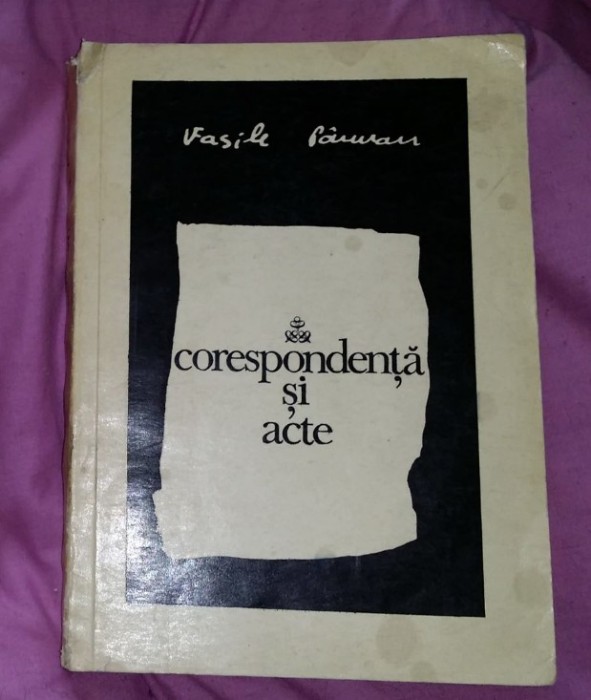 Vasile Pârvan
corespondență
și
acte